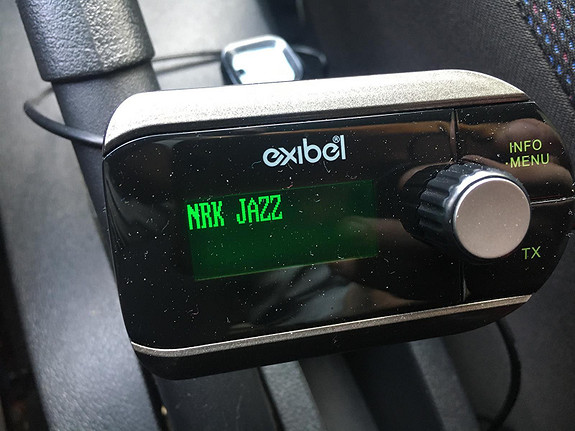 exibel®
INFO
MENU
NRK JAZZ
TX